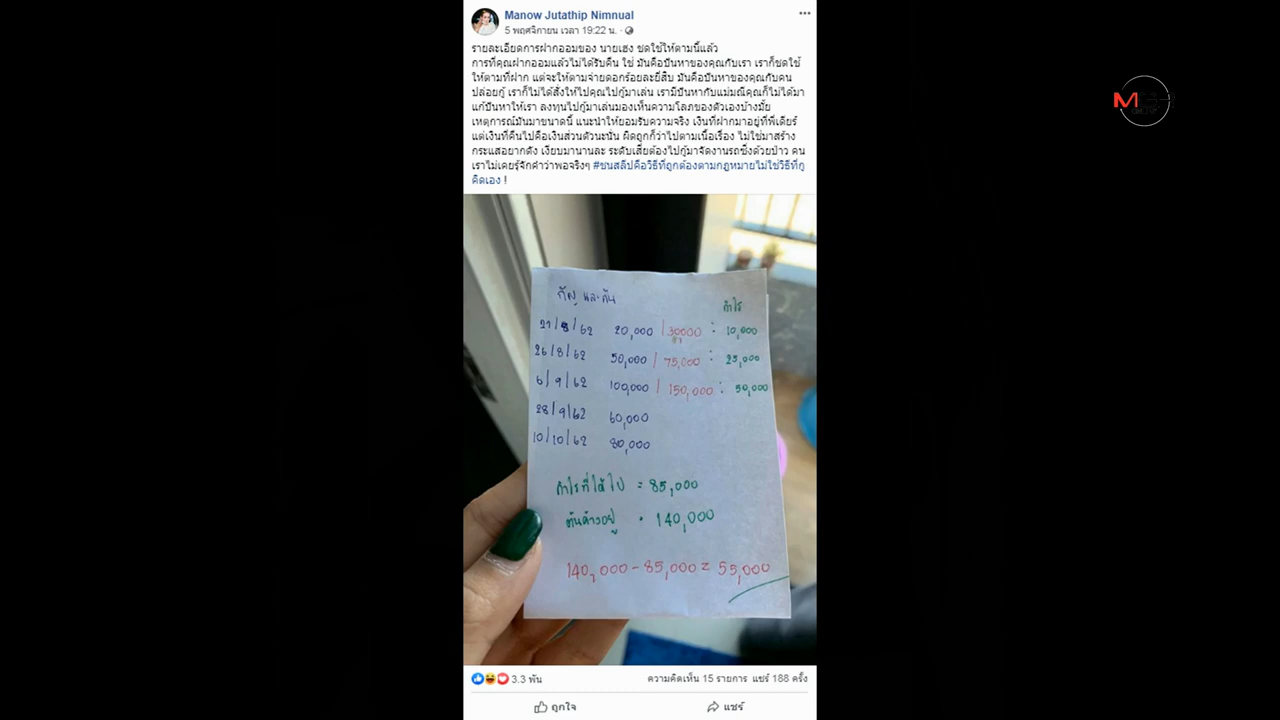 Manow Jutathip Nimnual
5 พฤศจิกายน เวลา 19:22 น. ·
รายละเอียดการฝากออมของ นายเฮง ชดใช้ให้ตามนี้แล้ว
การที่คุณฝากออมแล้วไม่ได้รับคืน ใช่ มันคือปัญหาของคุณกับเรา เราก็ชดใช้
ให้ตามที่ฝาก แต่จะให้ตามจ่ายดอกร้อยละยี่สิบ มันคือปัญหาของคุณกับคน
ปล่อยกู้ เราก็ไม่ได้สั่งให้ไปคุณไปกู้มาเล่น เรามีปัญหากับแม่มณีคุณก็ไม่ได้มา
แก้ปัญหาให้เรา ลงทุนไปกู้มาเล่นมองเห็นความโลภของตัวเองบ้างมั้ย
เหตุการณ์มันมาขนาดนี้ แนะนำให้ยอมรับความจริง เงินที่ฝากมาอยู่ที่พี่เดียร์
แต่เงินที่คืนไปคือเงินส่วนตัวนะนั่น ผิดถูกก็ว่าไปตามเนื้อเรื่อง ไม่ใช่มาสร้าง
กระแสอยากดัง เงียบมานานละ ระดับเสี่ยต้องไปกู้มาจัดงานรถซิ่งด้วยป่าว คน
เราไม่เคยรู้จักคำว่าพอจริงๆ #ชนสลิปคือวิธีที่ถูกต้องตามกฎหมายไม่ใช่วิธีที่กู
คิดเอง !
กัญ และ กัน
กำไร
21/8/62 20,000 / 30000 : 10,000
26/8/62 50,000 / 75,000 : 25,000
6/9/62 100,000 / 150,000 : 50,000
28/9/62 60,000
10/10/62 80,000
กำไรที่ได้ไป = 85,000
ต้นค้างอยู่ = 140,000
140,000 - 85,000 = 55,000
3.3 พัน
ความคิดเห็น 15 รายการ แชร์ 188 ครั้ง
ถูกใจ
แชร์